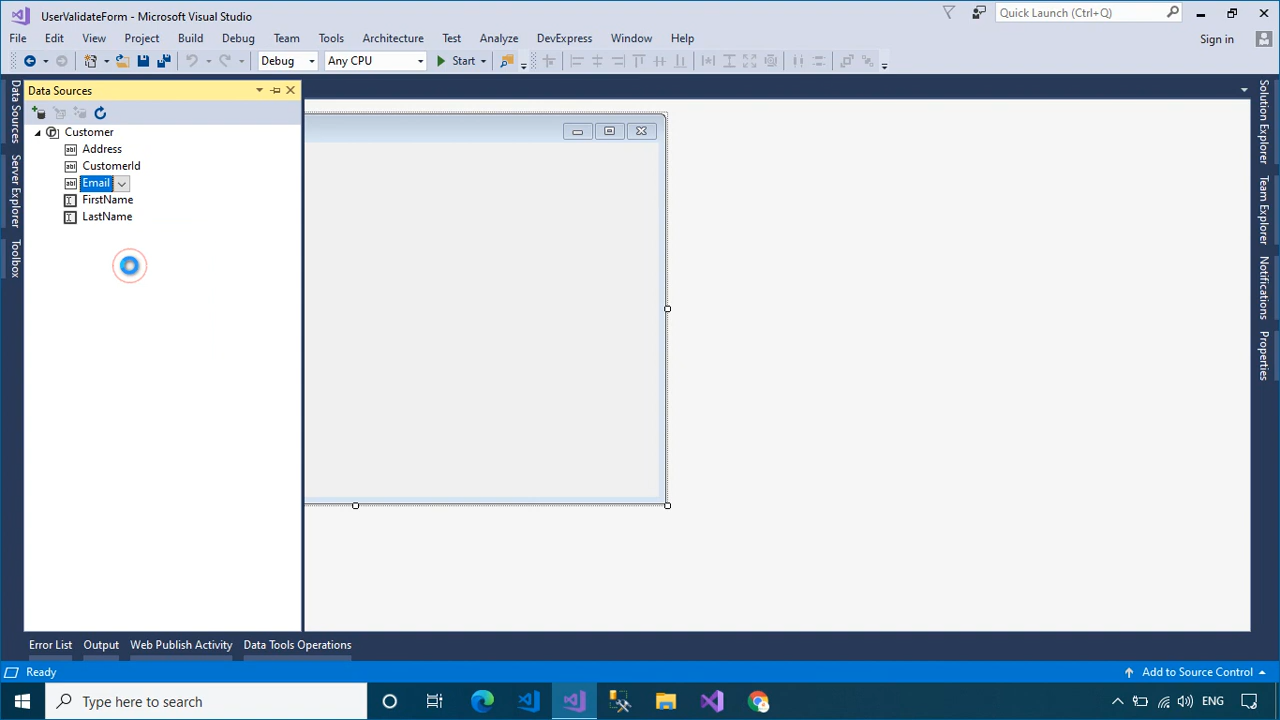 UserValidateForm - Microsoft Visual Studio
Quick Launch (Ctrl+Q)
File Edit View Project Build Debug Team Tools Architecture Test Analyze DevExpress Window Help
Sign in
Debug Any CPU Start
Data Sources
Data Sources
Server Explorer
Toolbox
Customer
Address
CustomerId
Email
FirstName
LastName
Solution Explorer
Team Explorer
Notifications
Properties
Error List Output Web Publish Activity Data Tools Operations
Ready
Add to Source Control
Type here to search
ENG